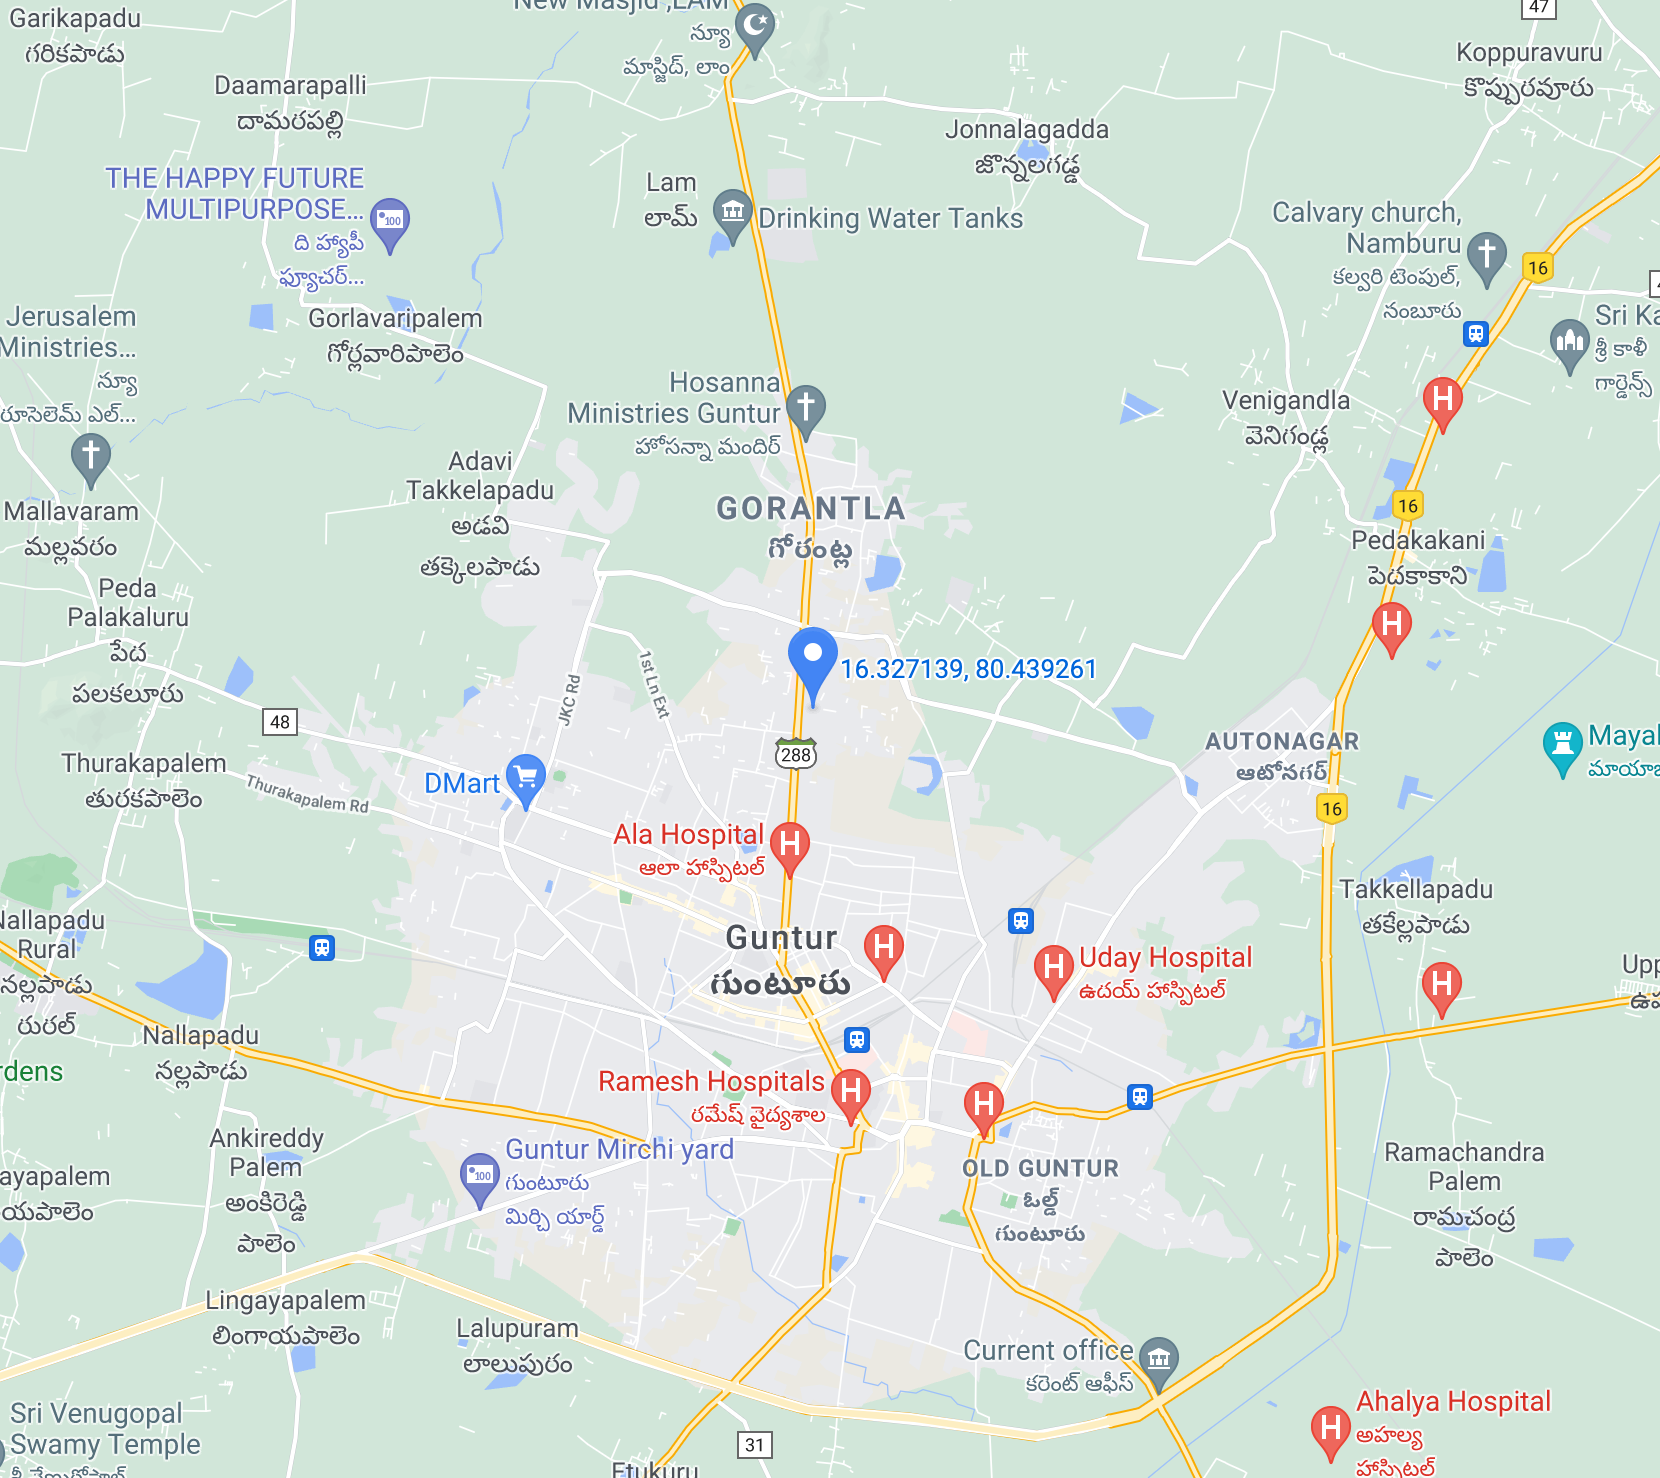 New Masjid ,LAM
న్యూ
మాస్జిద్, లాం
47
Garikapadu
గరికపాడు
Koppuravuru
కొప్పురవూరు
Daamarapalli
దామరపల్లి
Jonnalagadda
జొన్నలగడ్డ
THE HAPPY FUTURE
MULTIPURPOSE...
ది హ్యాపీ
ఫ్యూచర్...
Lam
లామ్
Drinking Water Tanks
Calvary church,
Namburu
కల్వరి టెంపుల్,
నంబూరు
16
Jerusalem
Ministries...
న్యూ
Gorlavaripalem
గోర్లవారిపాలెం
శ్రీ కాళీ
గార్డెన్స్
Hosanna
Ministries Guntur
హోసన్నా మందిర్
Venigandla
వెనిగండ్ల
Mallavaram
మల్లవరం
Adavi
Takkelapadu
అడవి
తక్కెలపాడు
GORANTLA
గోరంట్ల
16
Pedakakani
పెదకాకాని
Peda
Palakaluru
పేద
పలకలూరు
1st Ln Ext
JKC Rd
16.327139, 80.439261
48
288
AUTONAGAR
ఆటోనగర్
Thurakapalem
తురకపాలెం
Thurakapalem Rd
DMart
16
Ala Hospital
ఆలా హాస్పిటల్
Takkellapadu
తకేల్లపాడు
Nallapadu
Rural
నల్లపాడు
రురల్
Guntur
గుంటూరు
Uday Hospital
ఉదయ్ హాస్పిటల్
Nallapadu
నల్లపాడు
Ramesh Hospitals
రమేష్ వైద్యశాల
Ankireddy
Palem
అంకిరెడ్డి
పాలెం
Guntur Mirchi yard
గుంటూరు
మిర్చి యార్డ్
OLD GUNTUR
ఓల్డ్
గుంటూరు
Ramachandra
Palem
రామచంద్ర
పాలెం
Lingayapalem
లింగాయపాలెం
Lalupuram
లాలుపురం
Current office
కరెంట్ ఆఫీస్
Sri Venugopal
Swamy Temple
31
Etukuru
Ahalya Hospital
అహల్య
హాస్పిటల్